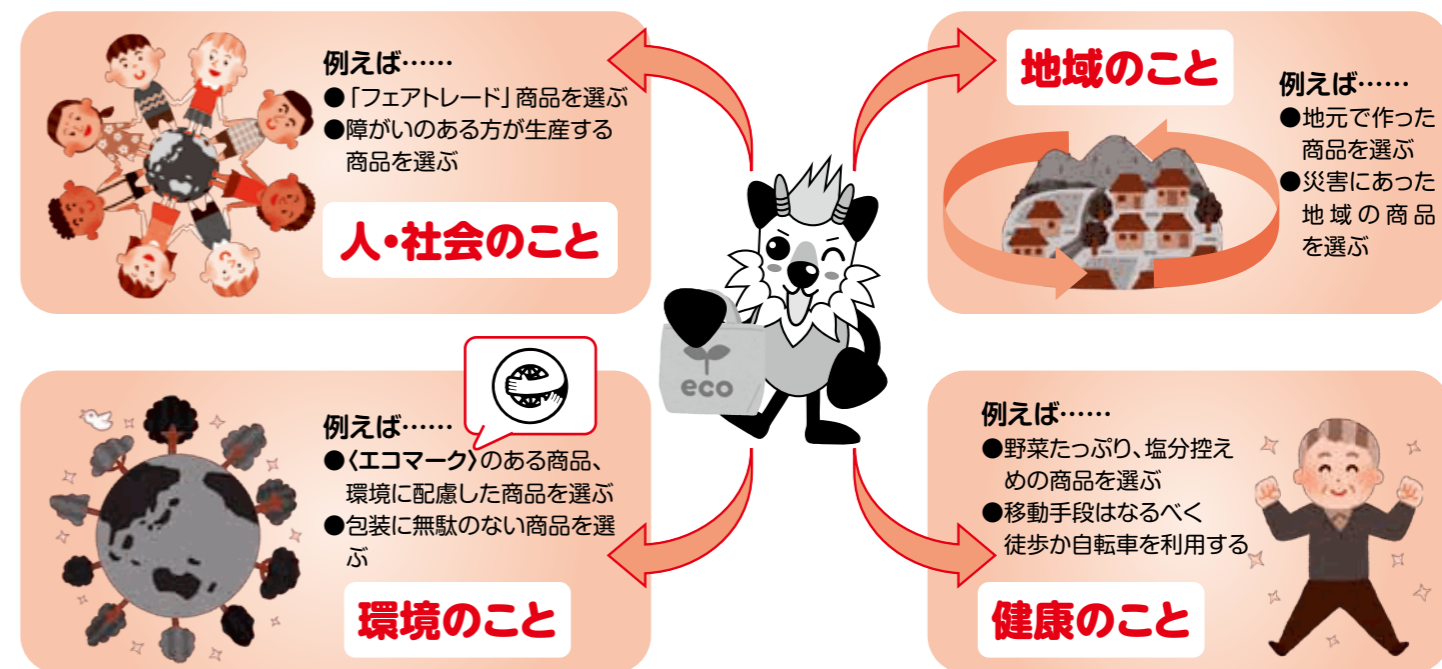 例えば……
●「フェアトレード」商品を選ぶ
●障がいのある方が生産する
商品を選ぶ
人・社会のこと
地域のこと
例えば……
●地元で作った
商品を選ぶ
●災害にあった
地域の商品
を選ぶ
eco
例えば……
●〈エコマーク〉のある商品、
環境に配慮した商品を選ぶ
●包装に無駄のない商品を選
ぶ
環境のこと
例えば……
●野菜たっぷり、塩分控え
めの商品を選ぶ
●移動手段はなるべく
徒歩か自転車を利用する
健康のこと